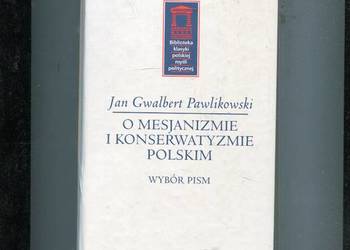 Biblioteka
klasyki
polskiej
myśli
politycznej
Jan Gwalbert Pawlikowski
O MESJANIZMIE
I KONSERWATYZMIE
POLSKIM
WYBÓR PISM